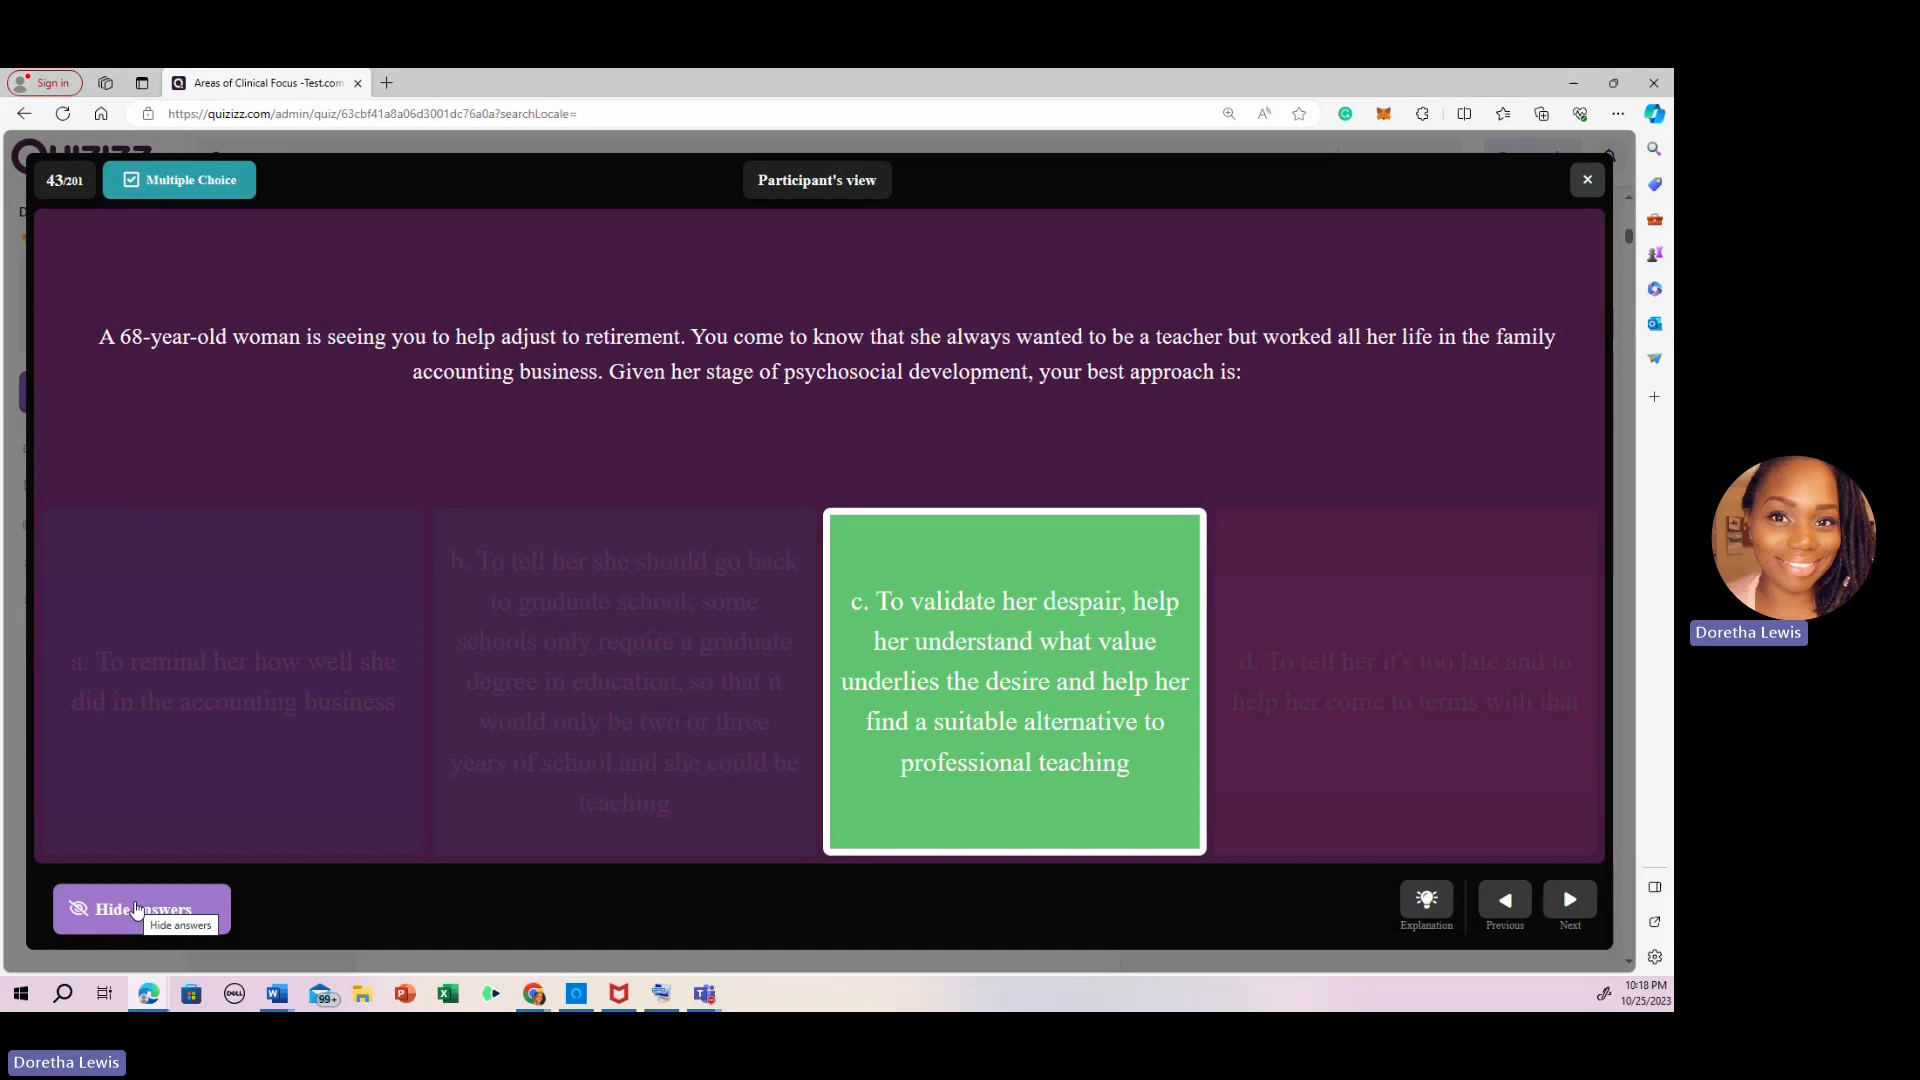 Sign in
Areas of Clinical Focus -Test.com
https://quizizz.com/admin/quiz/63cbf41a8a06d3001dc76a0a?searchLocale=
43/201
Multiple Choice
Participant's view
A 68-year-old woman is seeing you to help adjust to retirement. You come to know that she always wanted to be a teacher but worked all her life in the family
accounting business. Given her stage of psychosocial development, your best approach is:
a. To remind her how well she
did in the accounting business
b. To tell her she should go back
to graduate school; some
schools only require a graduate
degree in education, so that it
would only be two or three
years of school and she could be
teaching
c. To validate her despair, help
her understand what value
underlies the desire and help her
find a suitable alternative to
professional teaching
d. To tell her it's too late and to
help her come to terms with that
Hide answers
Hide answers
Explanation
Previous
Next
DELL
99+
10:18 PM
10/25/2023
Doretha Lewis
Doretha Lewis